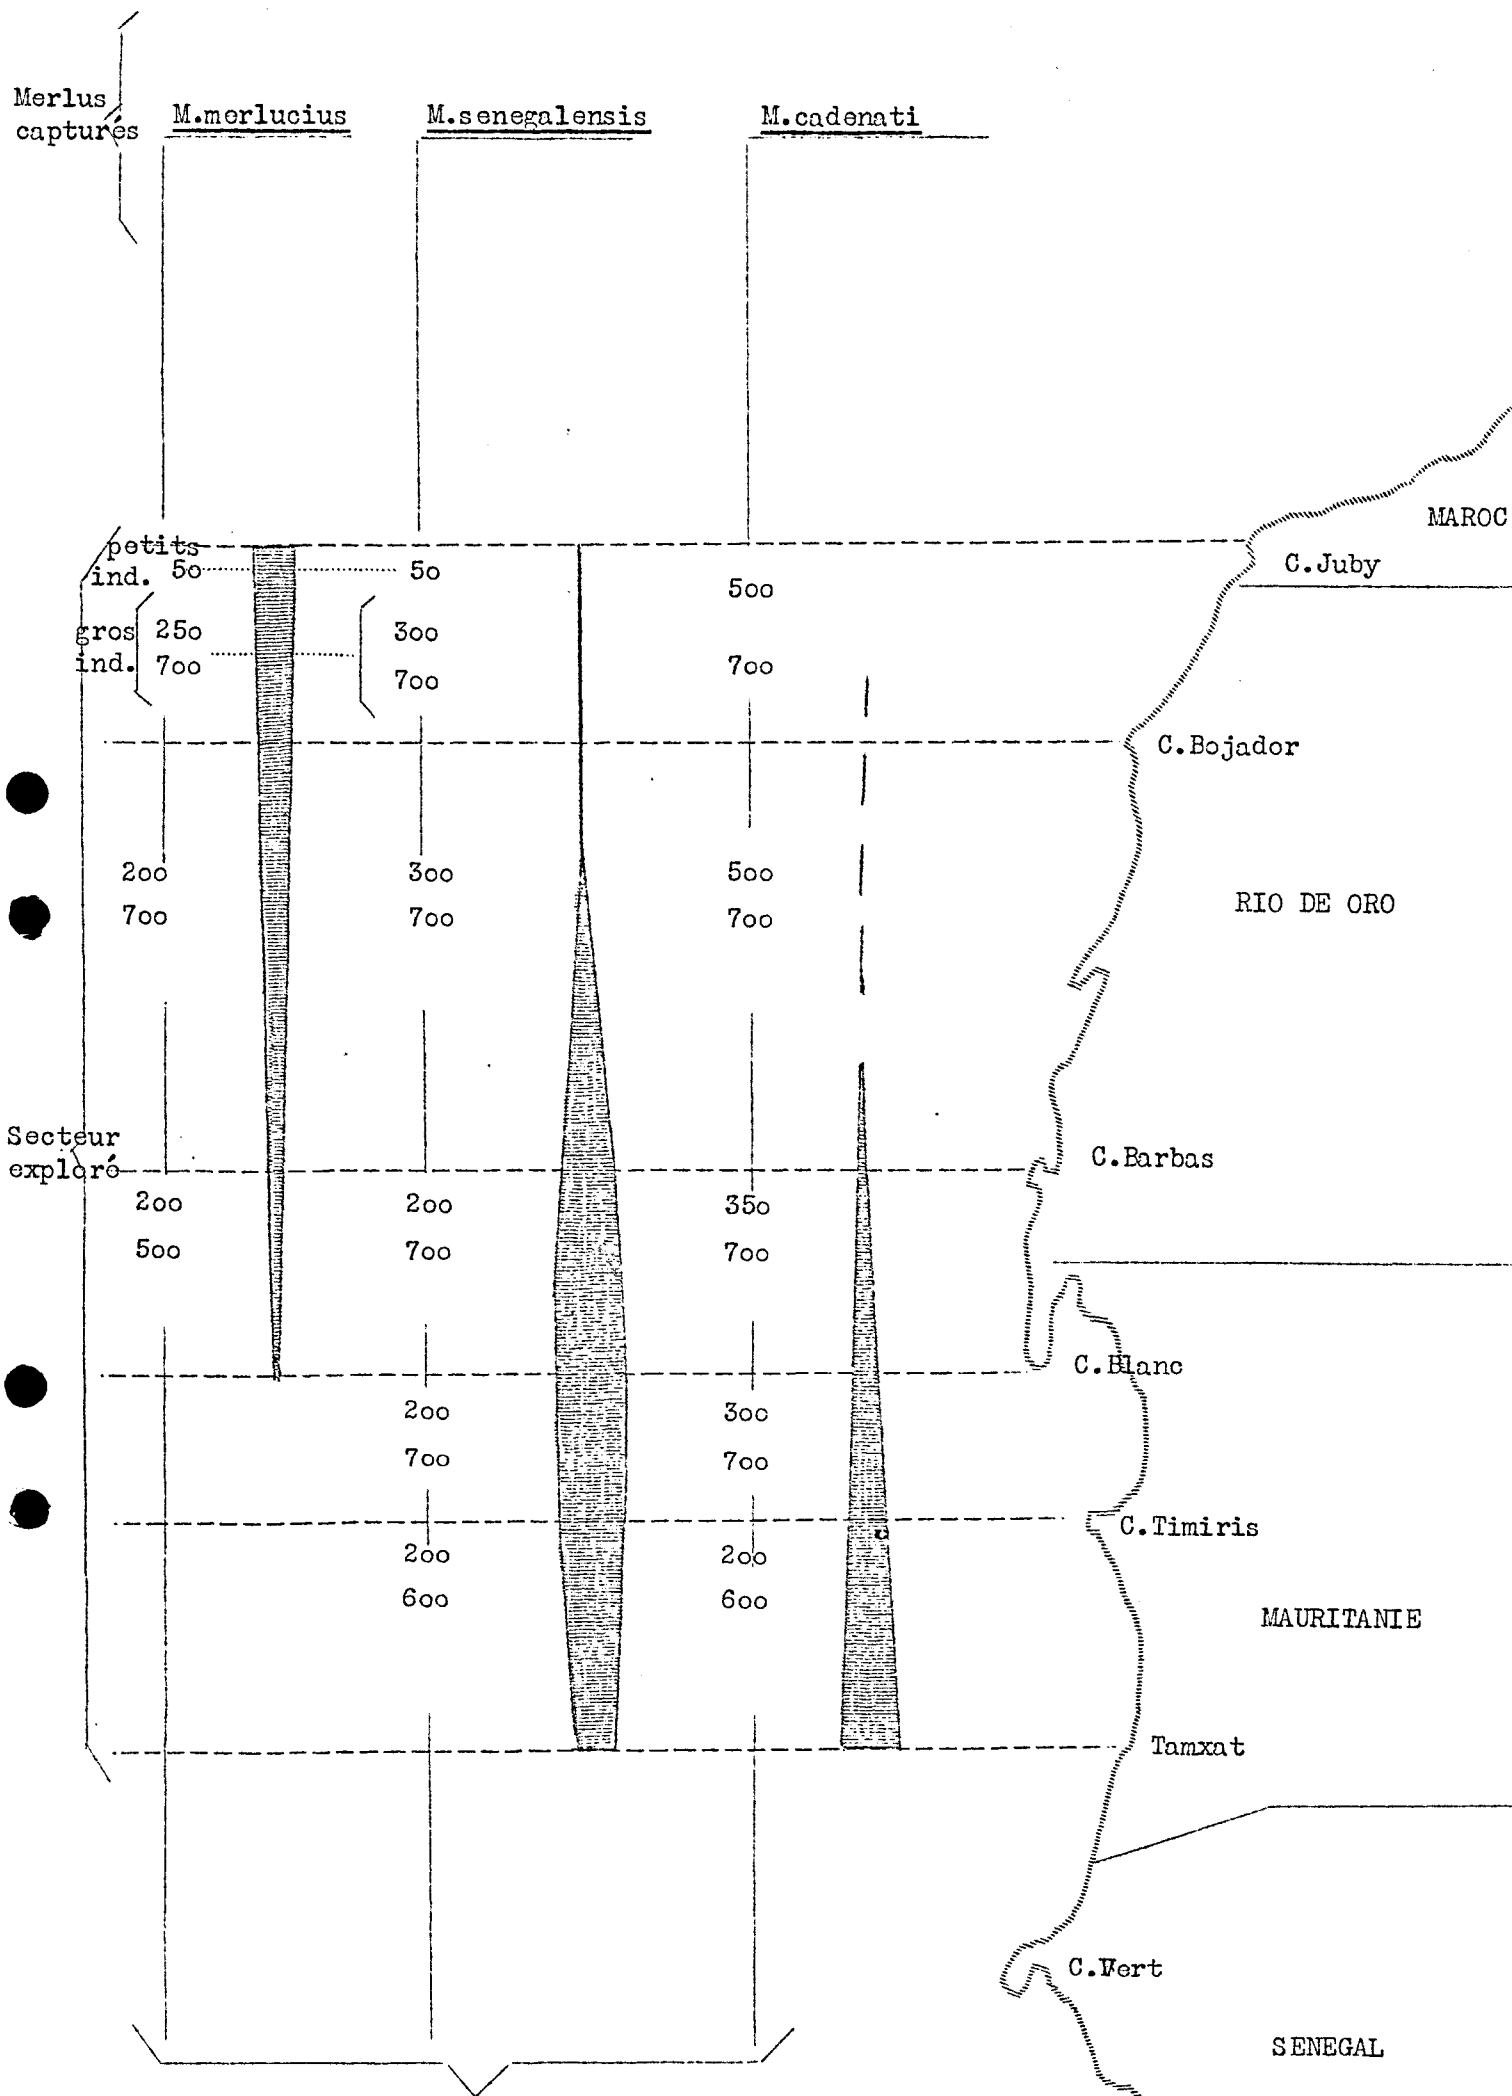 Merlus
captures
M.merlucius M.senegalensis M.cadenati
MAROC
petits
ind. 50 50
C.Juby
500
gros 250 300
ind. 700 700
700
C.Bojador
200 300 500
700 700 700
RIO DE ORO
Secteur
exploré
C.Barbas
200 200 350
500 700 700
C.Blanc
200 300
700 700
C.Timiris
200 200
600 600
MAURITANIE
Tamxat
C.Vert
SENEGAL